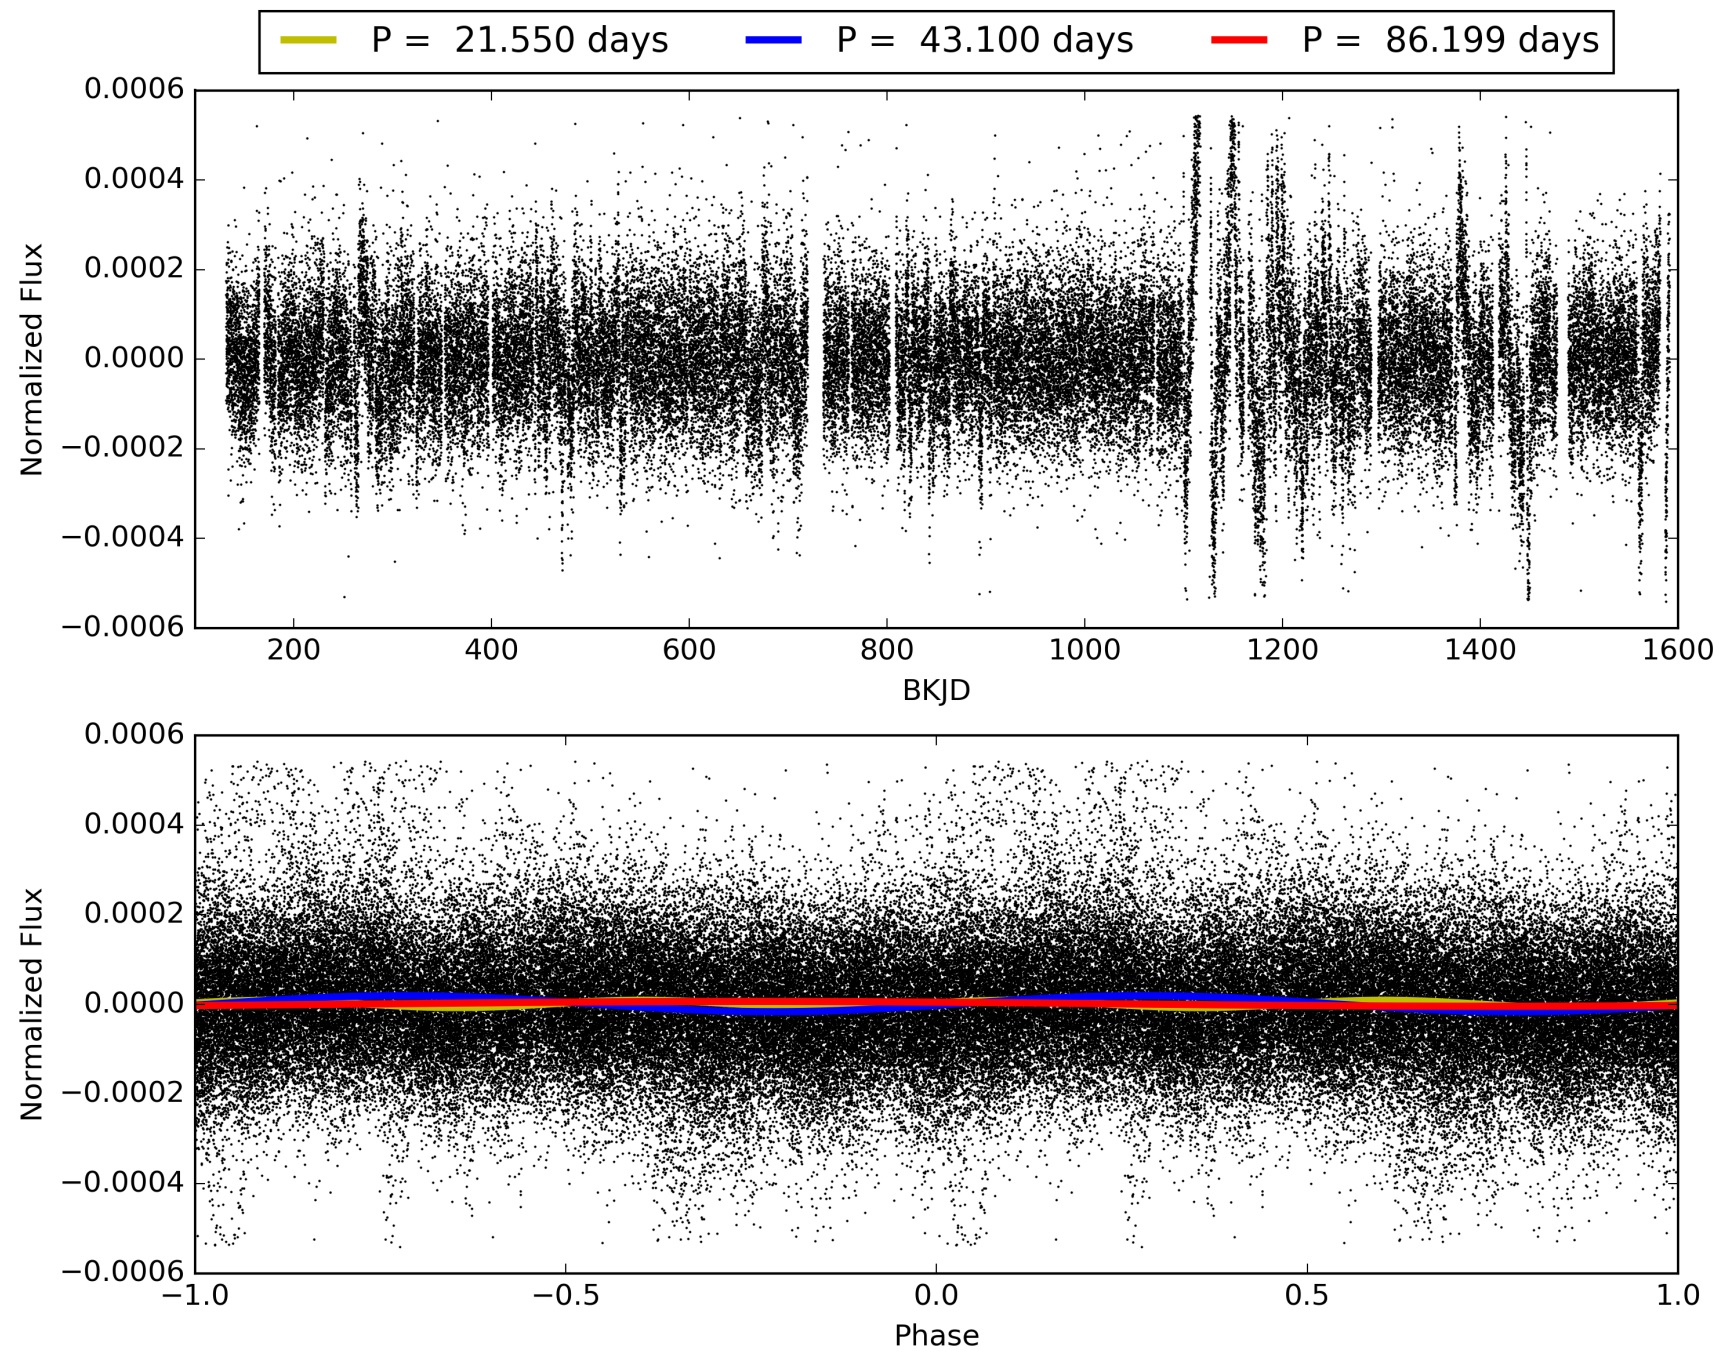 P = 21.550 days P = 43.100 days P = 86.199 days
0.0006
0.0004
0.0002
0.0000
−0.0002
−0.0004
−0.0006
Normalized Flux
200 400 600 800 1000 1200 1400 1600
BKJD
0.0006
0.0004
0.0002
0.0000
−0.0002
−0.0004
−0.0006
Normalized Flux
−1.0 −0.5 0.0 0.5 1.0
Phase